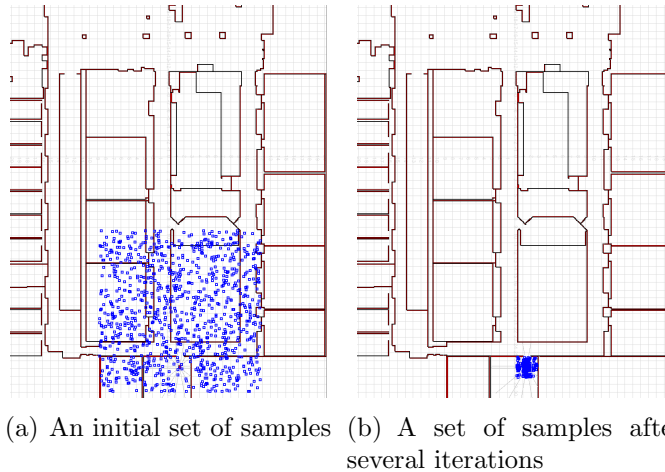 (a) An initial set of samples
(b) A set of samples afte
several iterations